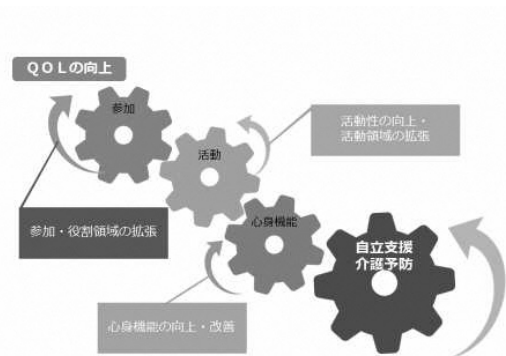 QOLの向上
参加
活動性の向上・
活動領域の拡張
活動
参加・役割領域の拡張
心身機能
自立支援
介護予防
心身機能の向上・改善